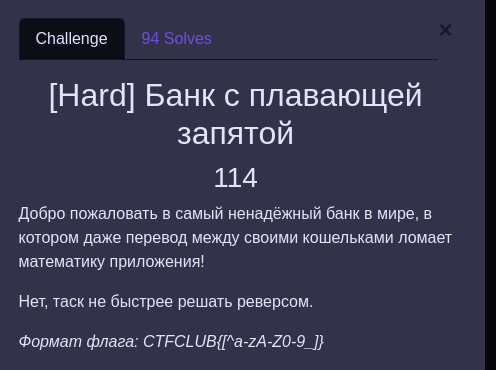 Challenge
94 Solves
×
[Hard] Банк с плавающей
запятой
114
Добро пожаловать в самый ненадёжный банк в мире, в
котором даже перевод между своими кошельками ломает
математику приложения!
Нет, таск не быстрее решать реверсом.
Формат флага: CTFCLUB{[^a-zA-Z0-9_]}